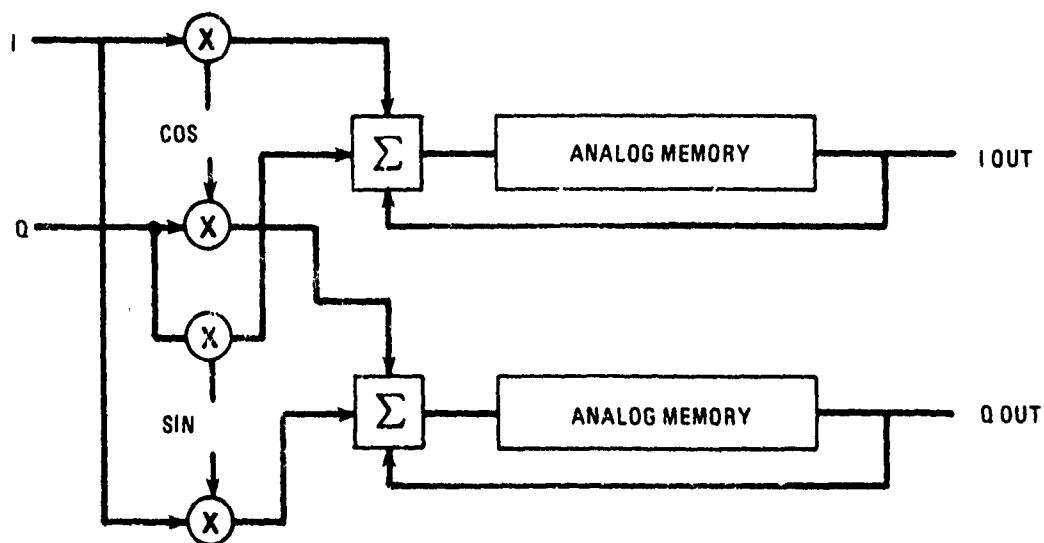 I
X
COS
Σ
ANALOG MEMORY
I OUT
Q
X
X
SIN
Σ
ANALOG MEMORY
Q OUT
X